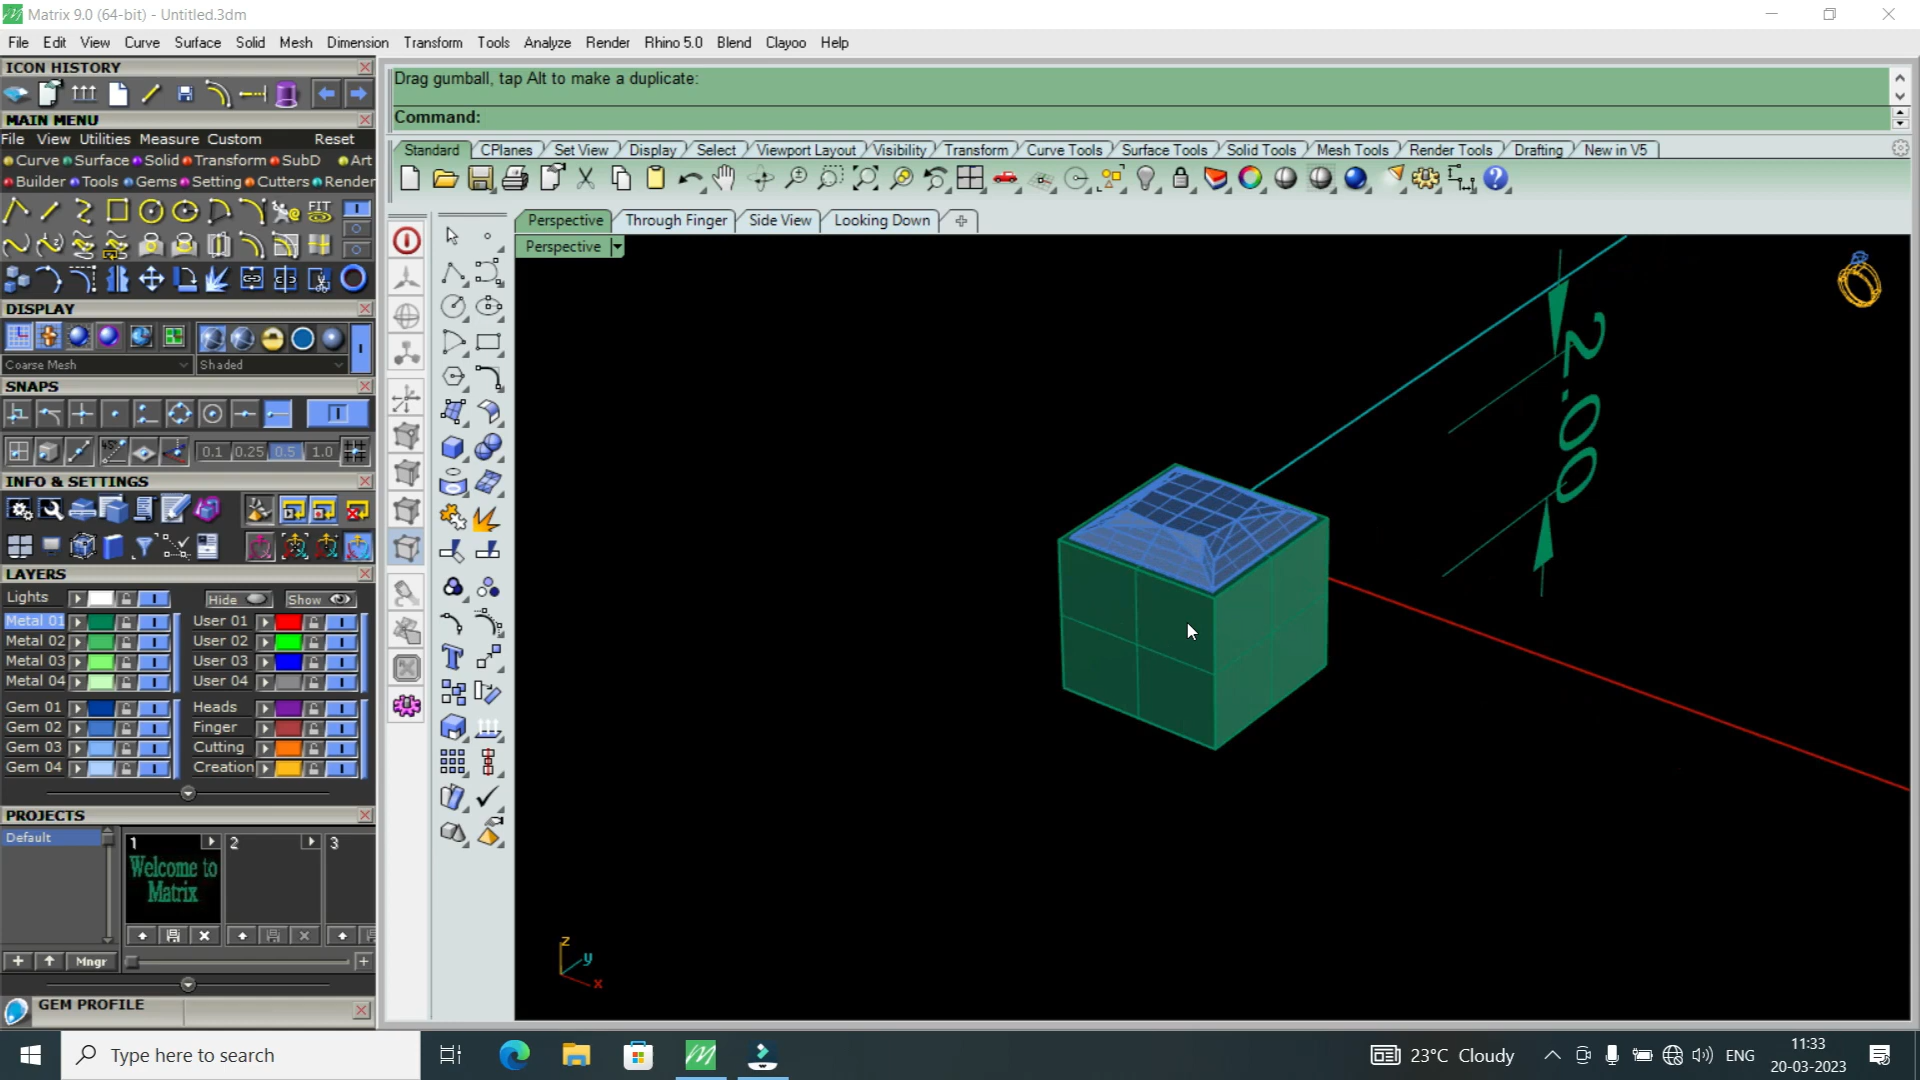 Matrix 9.0 (64-bit) - Untitled.3dm
File Edit View Curve Surface Solid Mesh Dimension Transform Tools Analyze Render Rhino 5.0 Blend Clayoo Help
ICON HISTORY
Drag gumball, tap Alt to make a duplicate:
Command:
MAIN MENU
File View Utilities Measure Custom Reset
Curve Surface Solid Transform SubD Art
Builder Tools Gems Setting Cutters Render
Standard CPlanes Set View Display Select Viewport Layout Visibility Transform Curve Tools Surface Tools Solid Tools Mesh Tools Render Tools Drafting New in V5
FIT
Perspective Through Finger Side View Looking Down
Perspective
DISPLAY
Coarse Mesh Shaded
SNAPS
0.1 0.25 0.5 1.0
INFO & SETTINGS
LAYERS
Lights Hide Show
Metal 01 User 01
Metal 02 User 02
Metal 03 User 03
Metal 04 User 04
Gem 01 Heads
Gem 02 Finger
Gem 03 Cutting
Gem 04 Creation
PROJECTS
Default 1 2 3
Welcome to
Matrix
Mngr
GEM PROFILE
2.00
z
y
x
Type here to search
23°C Cloudy
ENG
11:33
20-03-2023